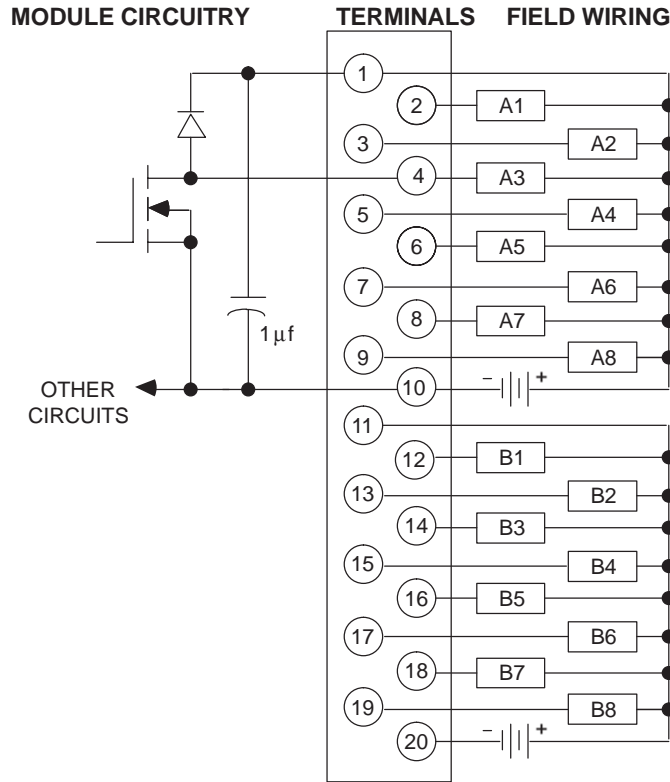 MODULE CIRCUITRY TERMINALS FIELD WIRING
1
2 A1
3 A2
4 A3
5 A4
6 A5
7 A6
8 A7
1μf
9 A8
OTHER
CIRCUITS
10 - +
11
12 B1
13 B2
14 B3
15 B4
16 B5
17 B6
18 B7
19 B8
20 - +